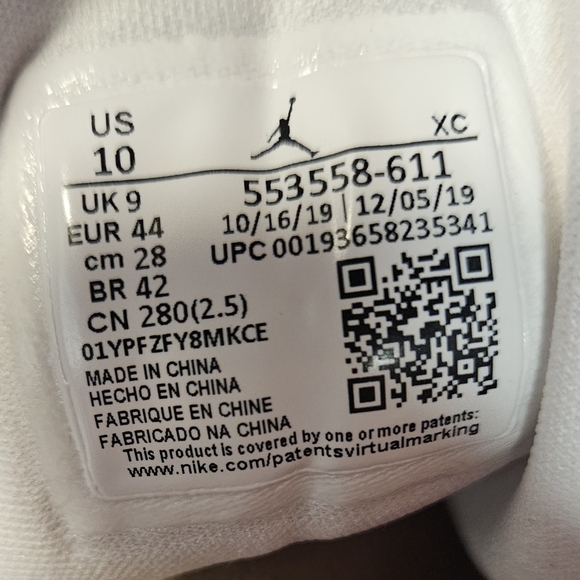 US
10
XC
UK 9
553558-611
EUR 44
10/16/19 | 12/05/19
cm 28
UPC 00193658235341
BR 42
CN 280(2.5)
01YPFZFY8MKCE
MADE IN CHINA
HECHO EN CHINA
FABRIQUE EN CHINE
FABRICADO NA CHINA
This product is covered by one or more patents:
www.nike.com/patentsvirtualmarking